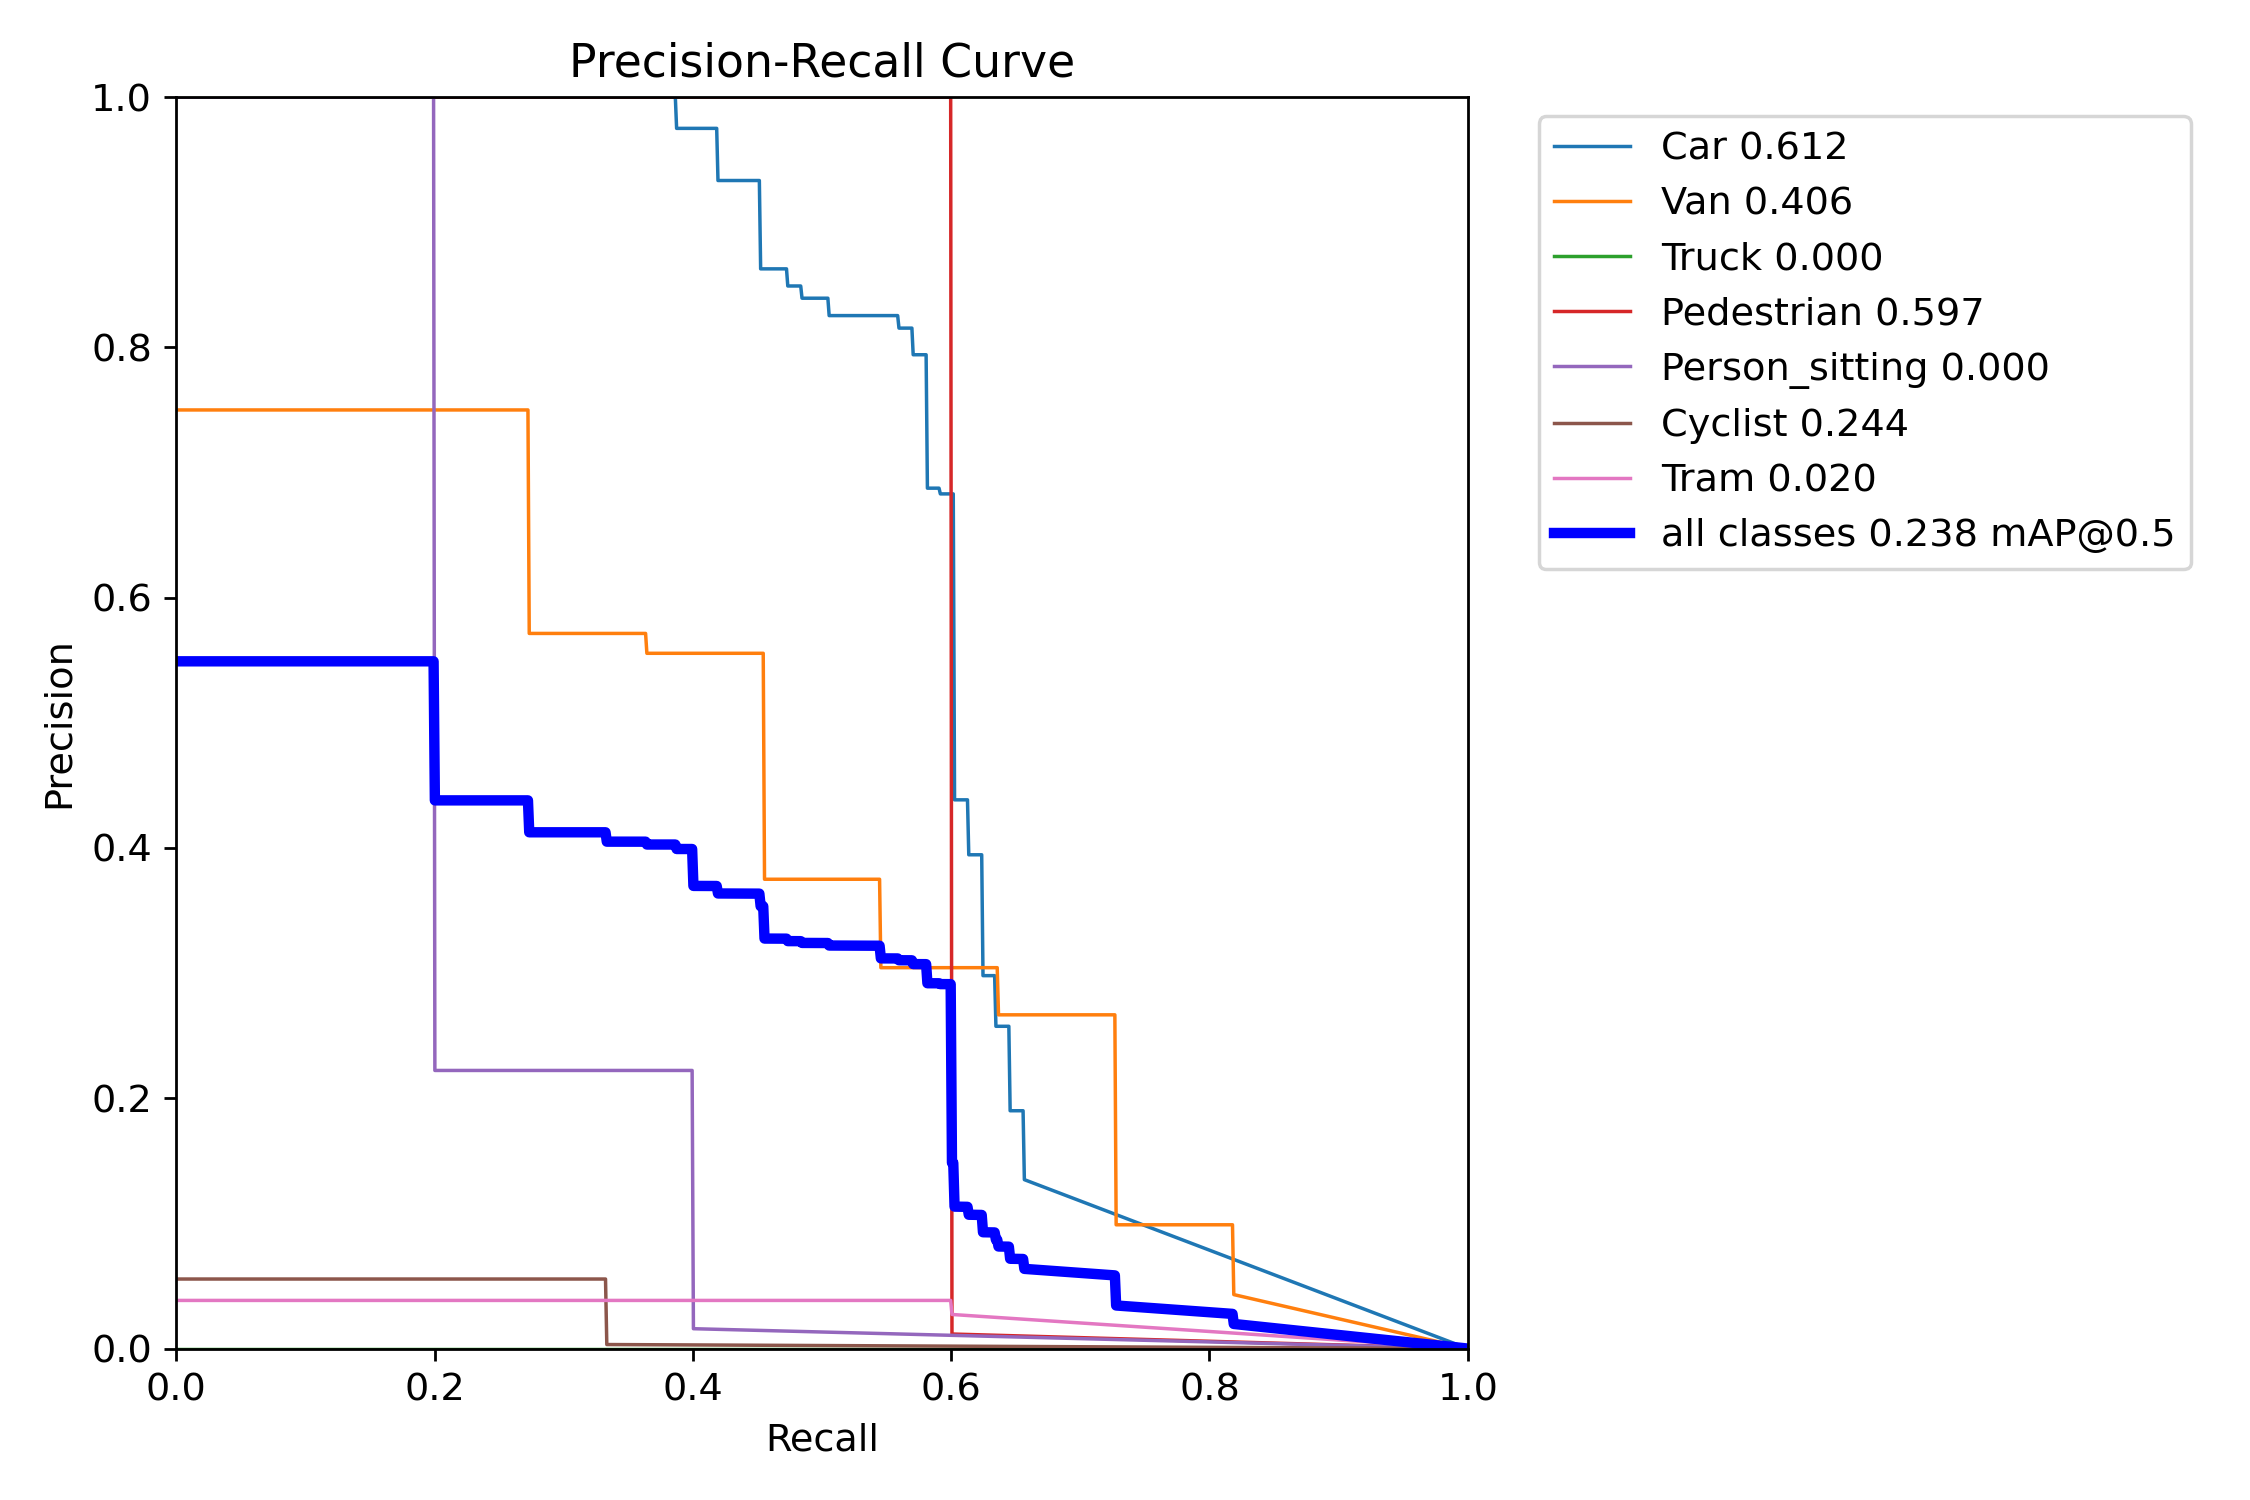 Precision-Recall Curve
1.0
0.8
0.6
0.4
0.2
0.0
Precision
0.0 0.2 0.4 0.6 0.8 1.0
Recall
Car 0.612
Van 0.406
Truck 0.000
Pedestrian 0.597
Person_sitting 0.000
Cyclist 0.244
Tram 0.020
all classes 0.238 mAP@0.5